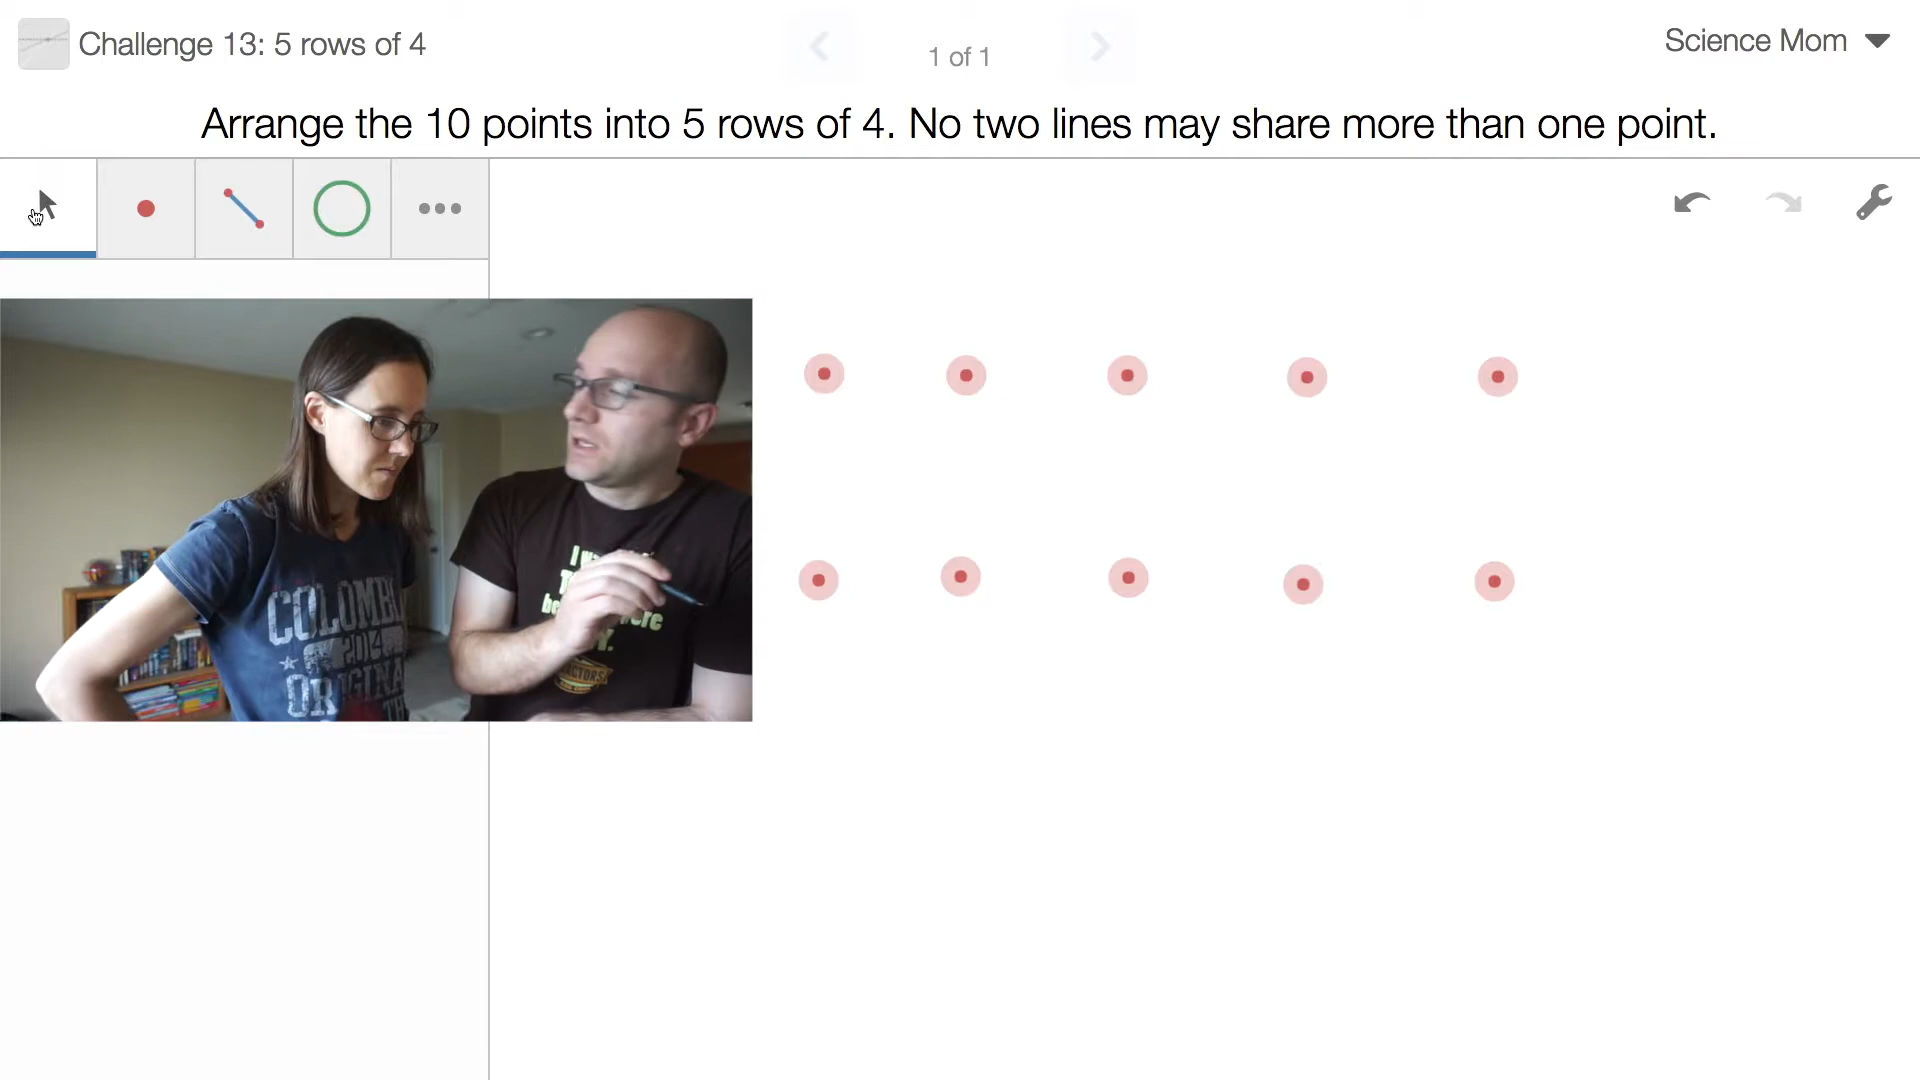 Challenge 13: 5 rows of 4
1 of 1
Science Mom
Arrange the 10 points into 5 rows of 4. No two lines may share more than one point.
2014